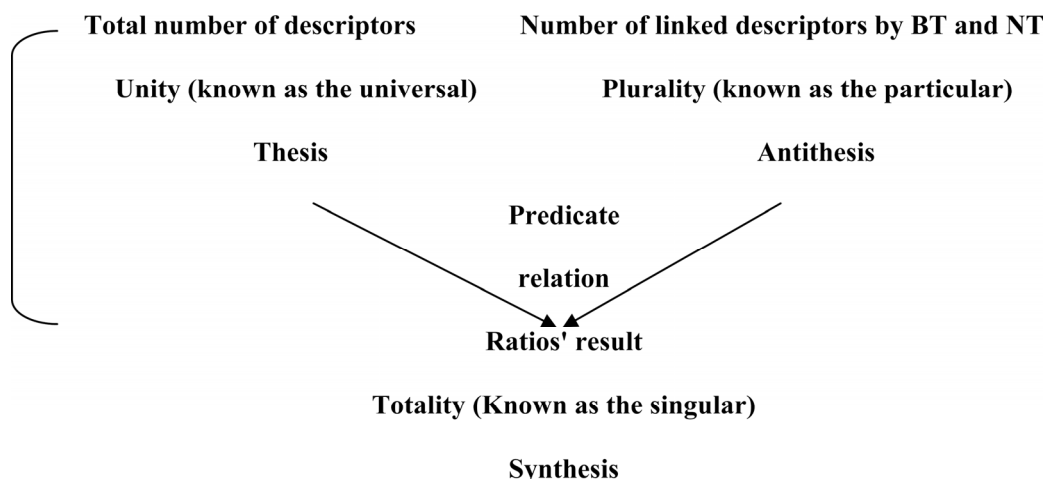 Total number of descriptors Number of linked descriptors by BT and NT
Unity (known as the universal) Plurality (known as the particular)
Thesis Antithesis
Predicate
relation
Ratios' result
Totality (Known as the singular)
Synthesis